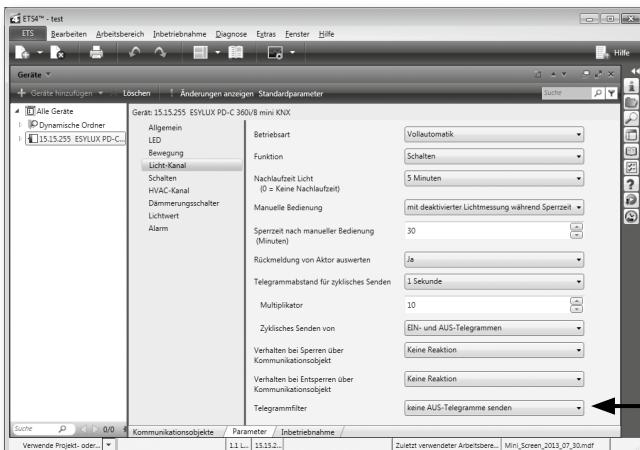 ETS4™ - test
ETS Bearbeiten Arbeitsbereich Inbetriebnahme Diagnose Extras Fenster Hilfe
Hilfe
Geräte
Geräte hinzufügen Löschen Änderungen anzeigen Standardparameter Suche
Alle Geräte
Dynamische Ordner
15.15.255 ESYLUX PD-C...
Gerät: 15.15.255 ESYLUX PD-C 360i/8 mini KNX
Allgemein
LED
Bewegung
Licht-Kanal
Schalten
HVAC-Kanal
Dämmerungsschalter
Lichtwert
Alarm
Betriebsart Vollautomatik
Funktion Schalten
Nachlaufzeit Licht 5 Minuten
(0 = Keine Nachlaufzeit)
Manuelle Bedienung mit deaktivierter Lichtmessung während Sperrzeit
Sperrzeit nach manueller Bedienung 30
(Minuten)
Rückmeldung von Aktor auswerten Ja
Telegrammabstand für zyklisches Senden 1 Sekunde
Multiplikator 10
Zyklisches Senden von EIN- und AUS-Telegrammen
Verhalten bei Sperren über Keine Reaktion
Kommunikationsobjekt
Verhalten bei Entsperren über Keine Reaktion
Kommunikationsobjekt
Telegrammfilter keine AUS-Telegramme senden
Suche 0/0
Kommunikationsobjekte Parameter Inbetriebnahme
Verwende Projekt- oder... 1.1 L... 15.15.2... Zuletzt verwendeter Arbeitsbere... Mini_Screen_2013_07_30.mdf